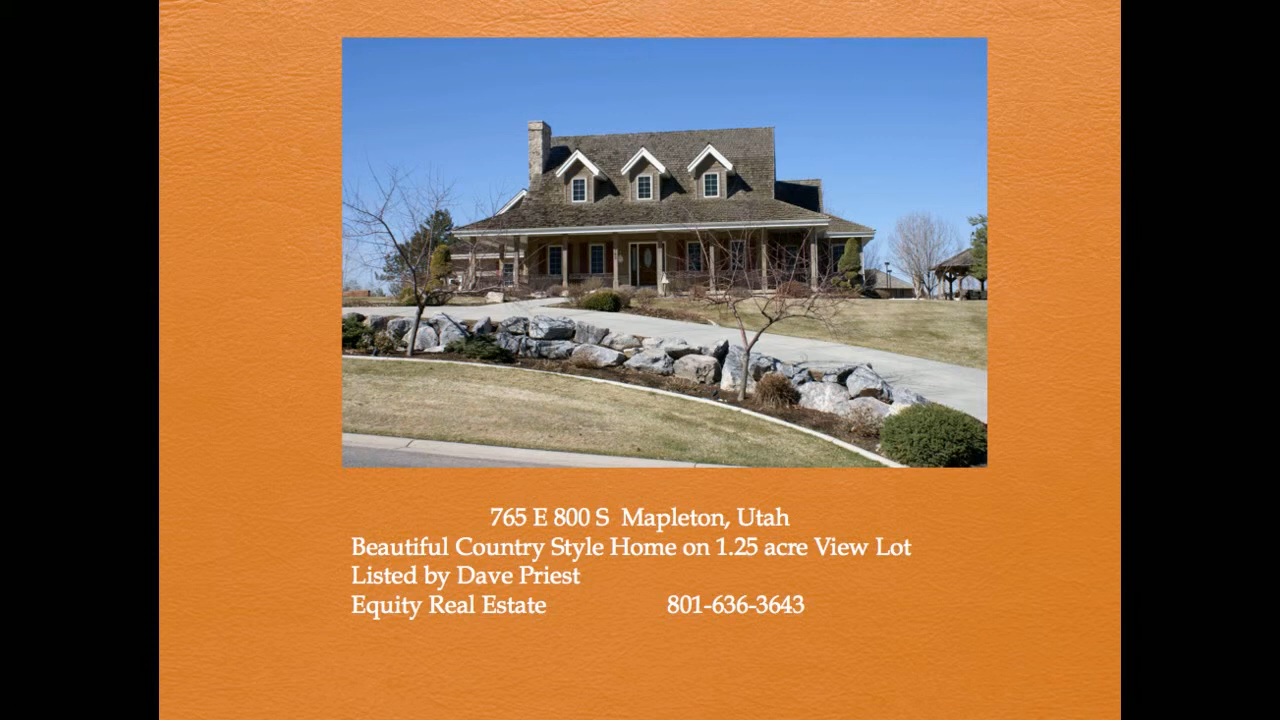 765 E 800 S  Mapleton, Utah
Beautiful Country Style Home on 1.25 acre View Lot
Listed by Dave Priest
Equity Real Estate 801-636-3643